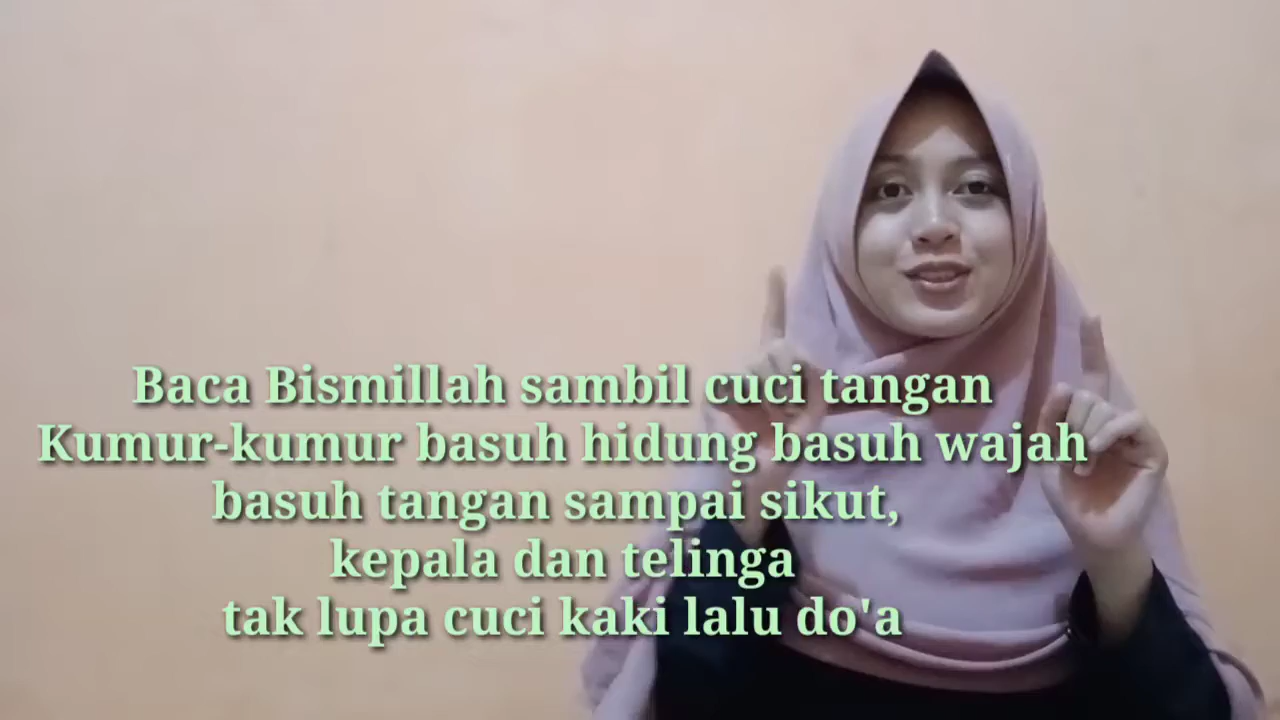 Baca Bismillah sambil cuci tangan
Kumur-kumur basuh hidung basuh wajah
basuh tangan sampai sikut,
kepala dan telinga
tak lupa cuci kaki lalu do'a